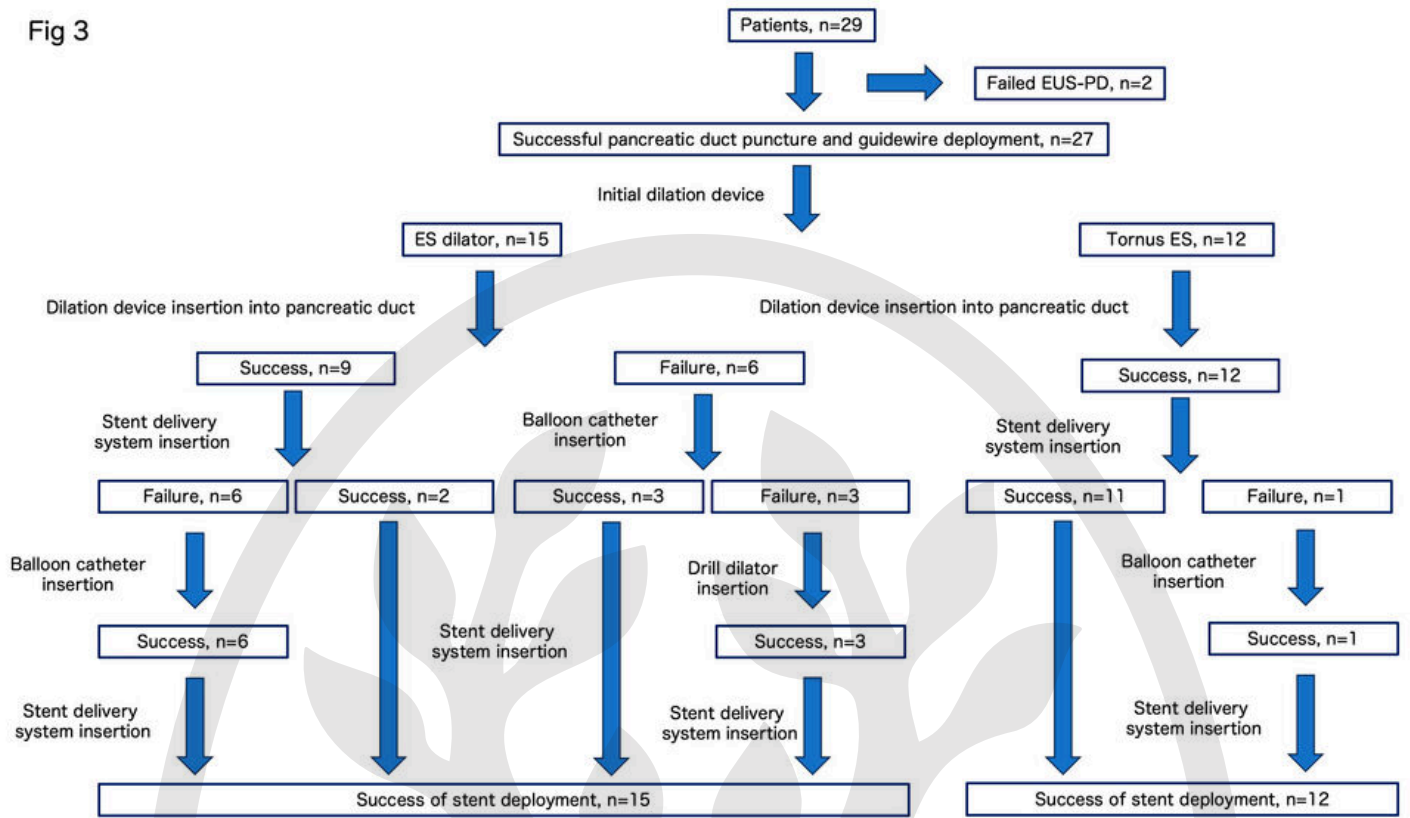 Fig 3
Patients, n=29
Failed EUS-PD, n=2
Successful pancreatic duct puncture and guidewire deployment, n=27
Initial dilation device
ES dilator, n=15
Tornus ES, n=12
Dilation device insertion into pancreatic duct
Dilation device insertion into pancreatic duct
Success, n=9
Failure, n=6
Success, n=12
Stent delivery
system insertion
Balloon catheter
insertion
Stent delivery
system insertion
Failure, n=6
Success, n=2
Success, n=3
Failure, n=3
Success, n=11
Failure, n=1
Balloon catheter
insertion
Drill dilator
insertion
Balloon catheter
insertion
Success, n=6
Stent delivery
system insertion
Success, n=3
Success, n=1
Stent delivery
system insertion
Stent delivery
system insertion
Stent delivery
system insertion
Success of stent deployment, n=15
Success of stent deployment, n=12